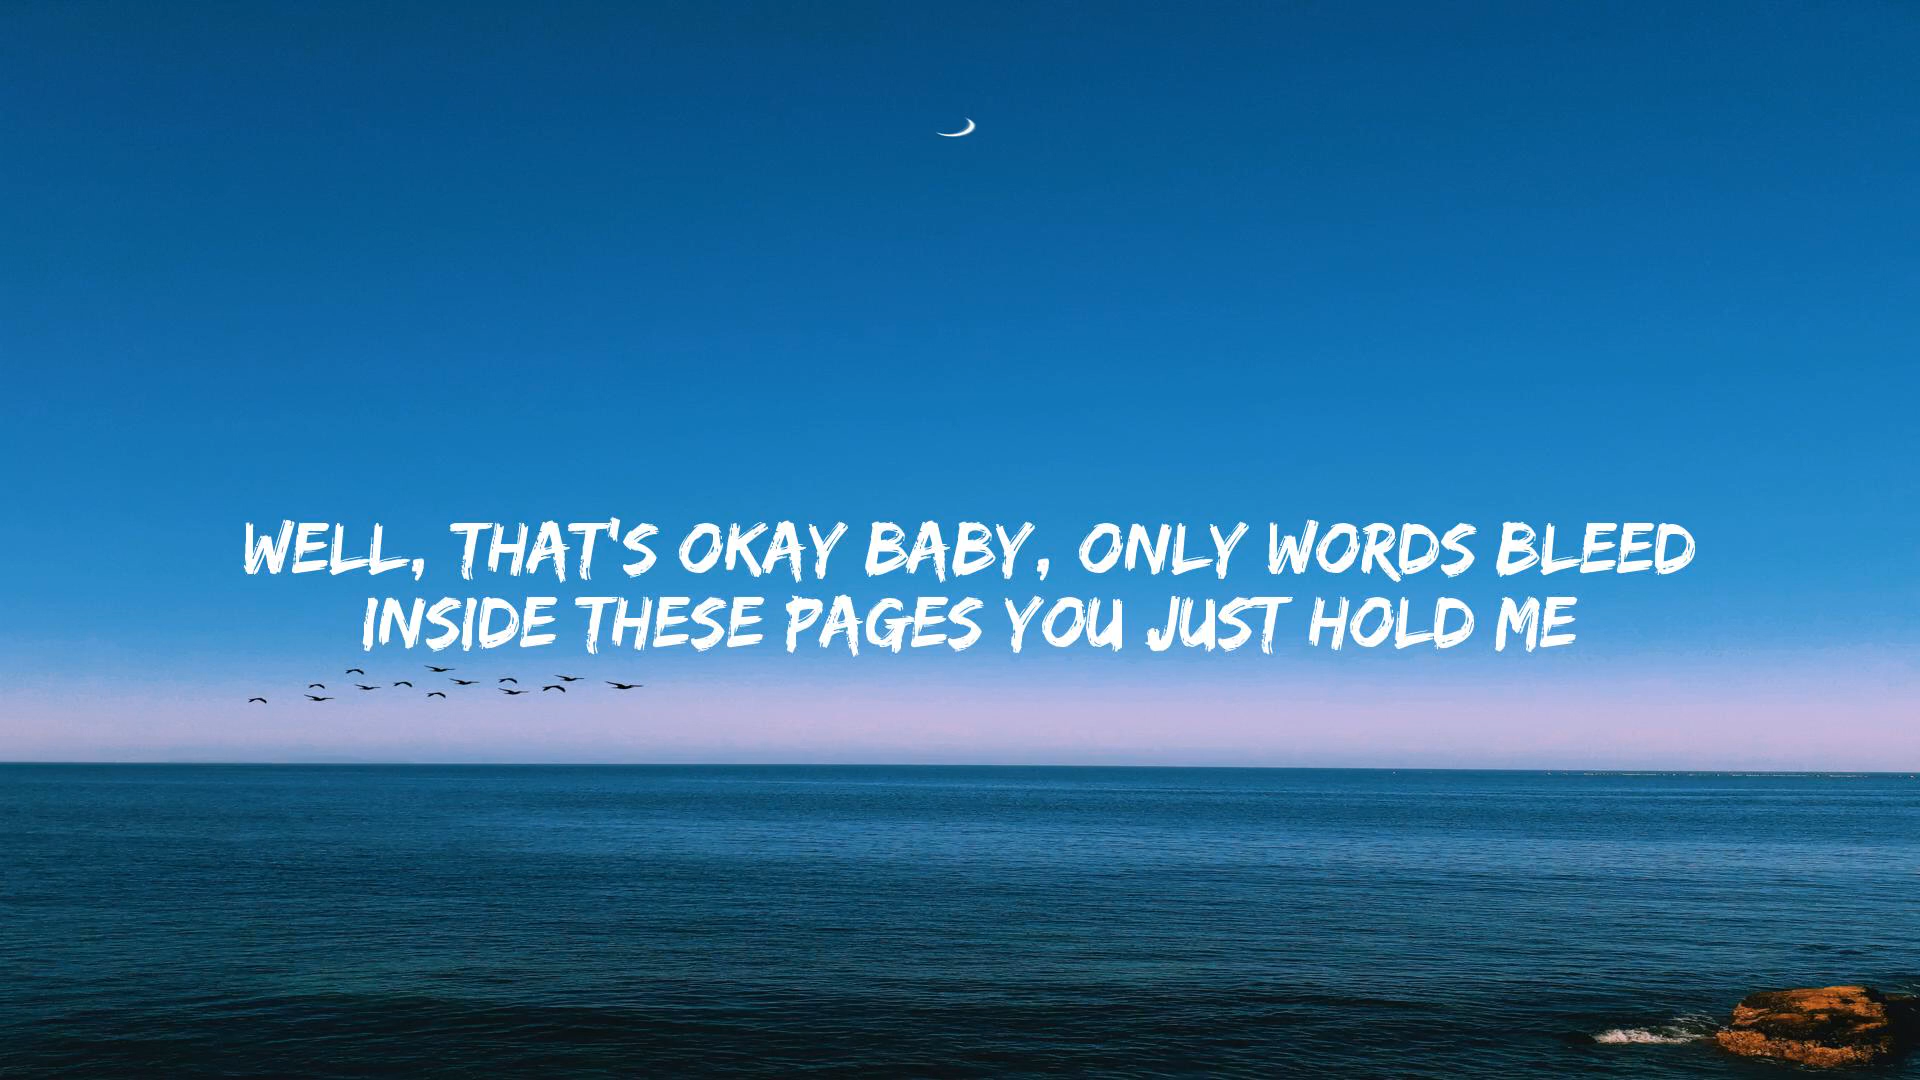 WELL, THAT'S OKAY BABY, ONLY WORDS BLEED
INSIDE THESE PAGES YOU JUST HOLD ME